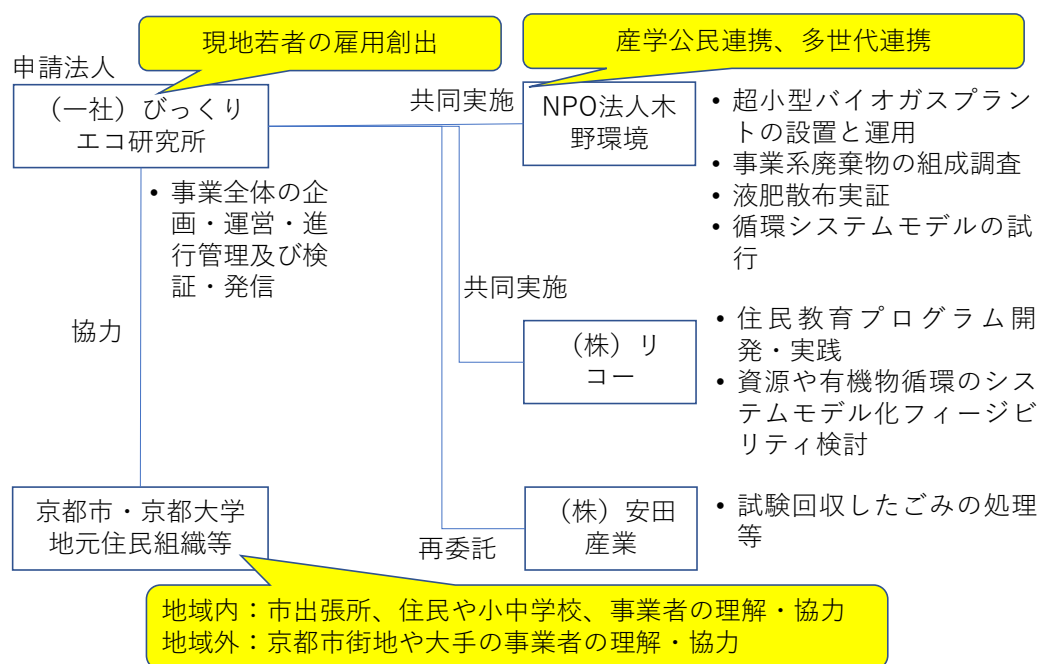 現地若者の雇用創出
産学公民連携、多世代連携
申請法人
（一社）びっくり
エコ研究所
共同実施
NPO法人木
野環境
• 超小型バイオガスプラン
トの設置と運用
• 事業系廃棄物の組成調査
• 液肥散布実証
• 循環システムモデルの試
行
• 事業全体の企
画・運営・進
行管理及び検
証・発信
共同実施
協力
（株）リ
コー
• 住民教育プログラム開
発・実践
• 資源や有機物循環のシス
テムモデル化フィージビ
リティ検討
京都市・京都大学
地元住民組織等
再委託
（株）安田
産業
• 試験回収したごみの処理
等
地域内：市出張所、住民や小中学校、事業者の理解・協力
地域外：京都市街地や大手の事業者の理解・協力